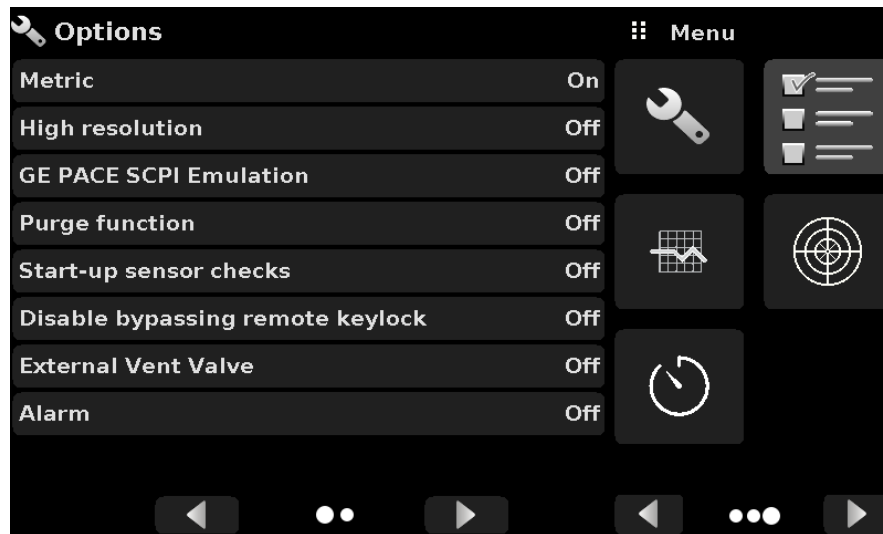 Options
Menu
Metric On
High resolution Off
GE PACE SCPI Emulation Off
Purge function Off
Start-up sensor checks Off
Disable bypassing remote keylock Off
External Vent Valve Off
Alarm Off